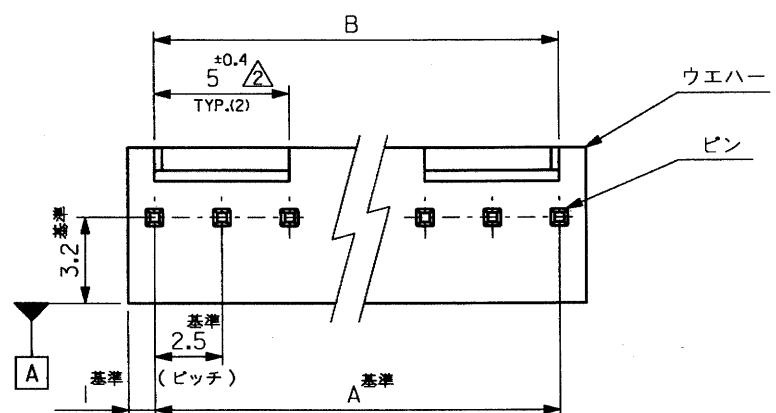 B
±0.4
5 2
TYP.(2)
ウエハー
ピン
3.2 基準
基準
2.5
(ピッチ)
A
1 基準
A 基準